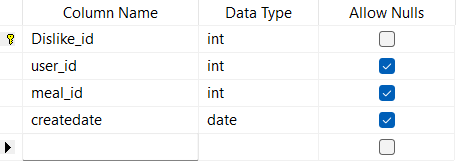 Column Name Data Type Allow Nulls
Dislike_id int
user_id int
meal_id int
createdate date